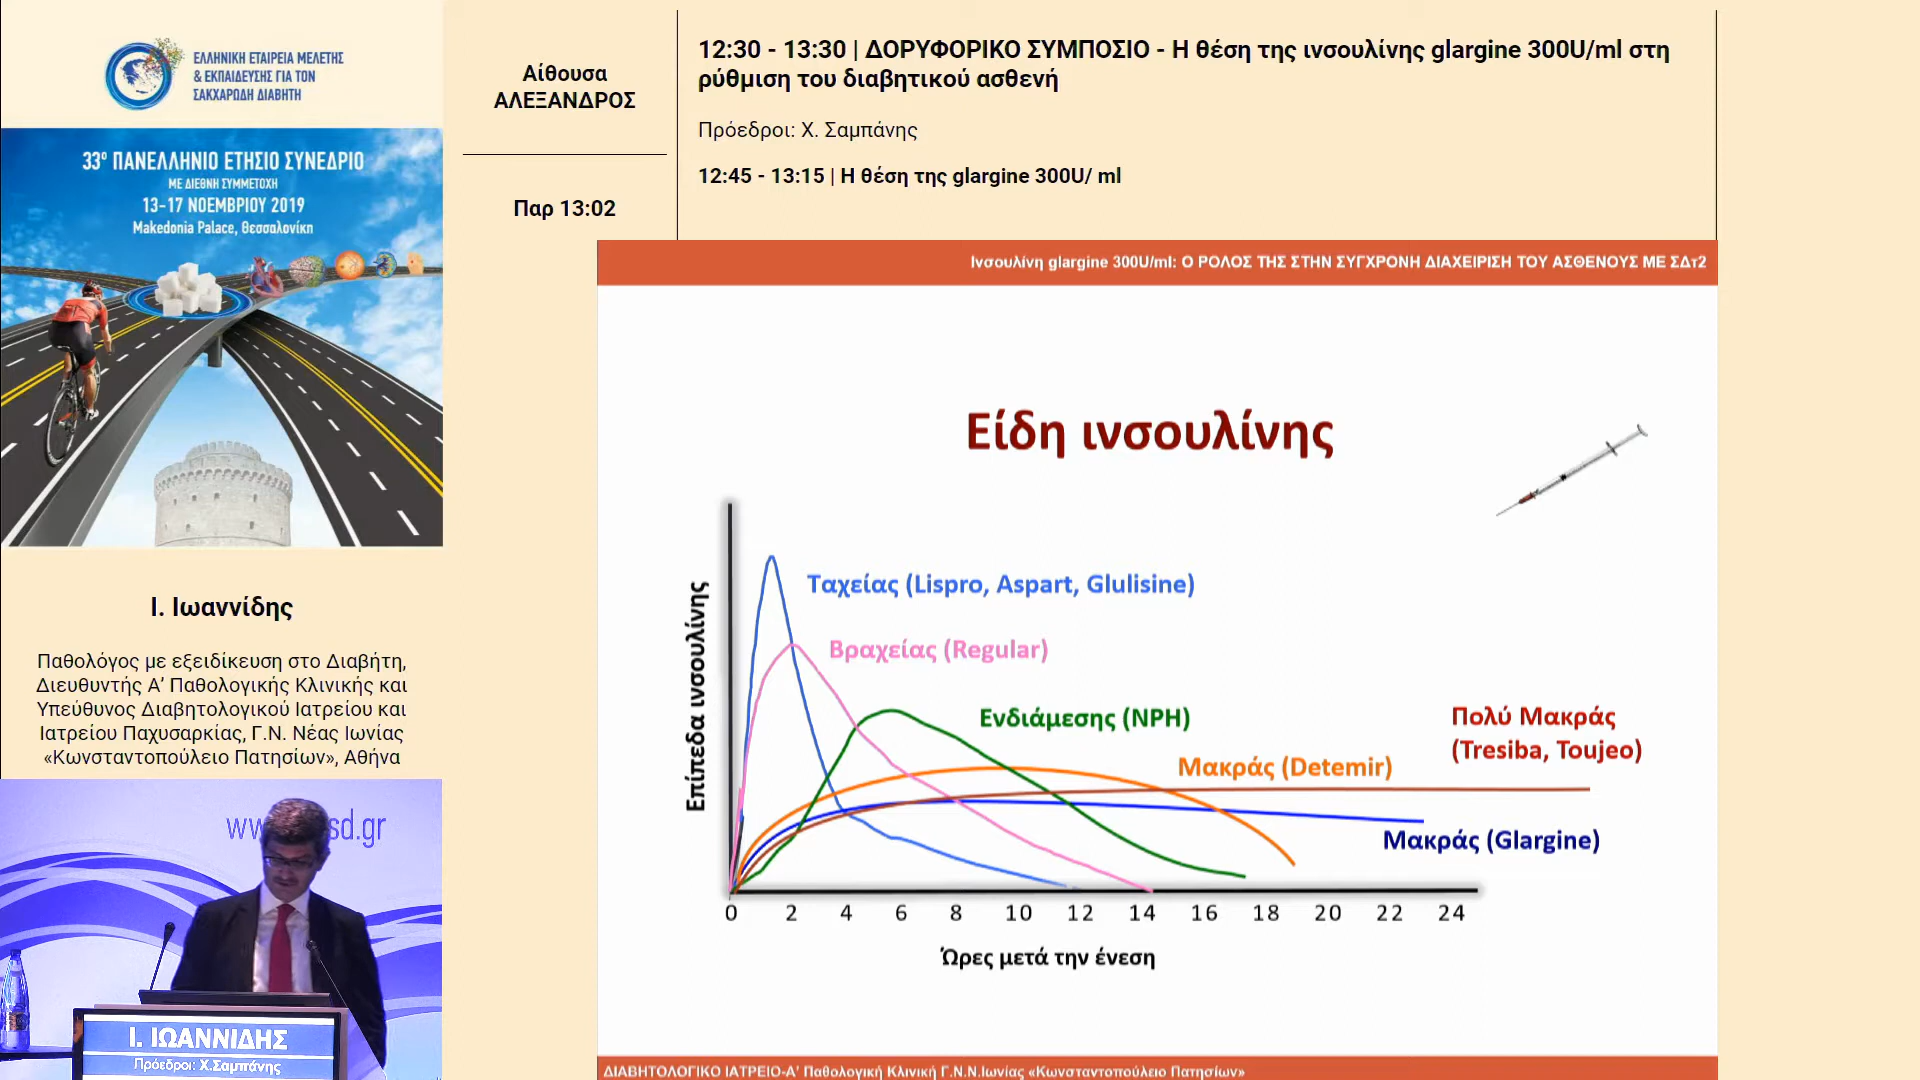 ΕΛΛΗΝΙΚΗ ΕΤΑΙΡΕΙΑ ΜΕΛΕΤΗΣ
& ΕΚΠΑΙΔΕΥΣΗΣ ΓΙΑ ΤΟΝ
ΣΑΚΧΑΡΩΔΗ ΔΙΑΒΗΤΗ
33ο ΠΑΝΕΛΛΗΝΙΟ ΕΤΗΣΙΟ ΣΥΝΕΔΡΙΟ
ΜΕ ΔΙΕΘΝΗ ΣΥΜΜΕΤΟΧΗ
13-17 ΝΟΕΜΒΡΙΟΥ 2019
Makedonia Palace, Θεσσαλονίκη
Αίθουσα
ΑΛΕΞΑΝΔΡΟΣ
Παρ 13:02
12:30 - 13:30 | ΔΟΡΥΦΟΡΙΚΟ ΣΥΜΠΟΣΙΟ - Η θέση της ινσουλίνης glargine 300U/ml στη
ρύθμιση του διαβητικού ασθενή
Πρόεδροι: Χ. Σαμπάνης
12:45 - 13:15 | Η θέση της glargine 300U/ ml
Ινσουλίνη glargine 300U/ml: Ο ΡΟΛΟΣ ΤΗΣ ΣΤΗΝ ΣΥΓΧΡΟΝΗ ΔΙΑΧΕΙΡΙΣΗ ΤΟΥ ΑΣΘΕΝΟΥΣ ΜΕ ΣΔτ2
Είδη ινσουλίνης
Επίπεδα ινσουλίνης
Ταχείας (Lispro, Aspart, Glulisine)
Βραχείας (Regular)
Ενδιάμεσης (NPH)
Μακράς (Detemir)
Πολύ Μακράς
(Tresiba, Toujeo)
Μακράς (Glargine)
0 2 4 6 8 10 12 14 16 18 20 22 24
Ώρες μετά την ένεση
ΔΙΑΒΗΤΟΛΟΓΙΚΟ ΙΑΤΡΕΙΟ-Α’ Παθολογική Κλινική Γ.Ν.Ν.Ιωνίας «Κωνσταντοπούλειο Πατησίων»
Ι. Ιωαννίδης
Παθολόγος με εξειδίκευση στο Διαβήτη,
Διευθυντής Α’ Παθολογικής Κλινικής και
Υπεύθυνος Διαβητολογικού Ιατρείου και
Ιατρείου Παχυσαρκίας, Γ.Ν. Νέας Ιωνίας
«Κωνσταντοπούλειο Πατησίων», Αθήνα
Ι. ΙΩΑΝΝΙΔΗΣ
Πρόεδροι: Χ.Σαμπάνης